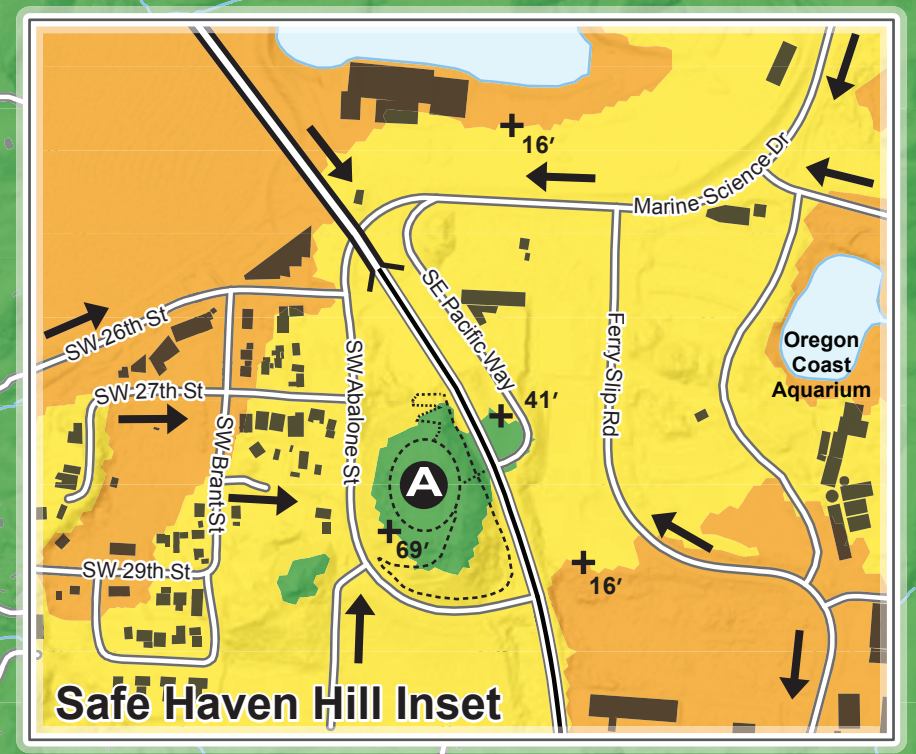 16′
Marine Science Dr
SW 26th St
SE Pacific Way
Oregon
Coast
Aquarium
SW 27th St
SW Abalone St
Ferry Slip Rd
41′
SW Brant St
A
69′
SW 29th St
16′
Safe Haven Hill Inset